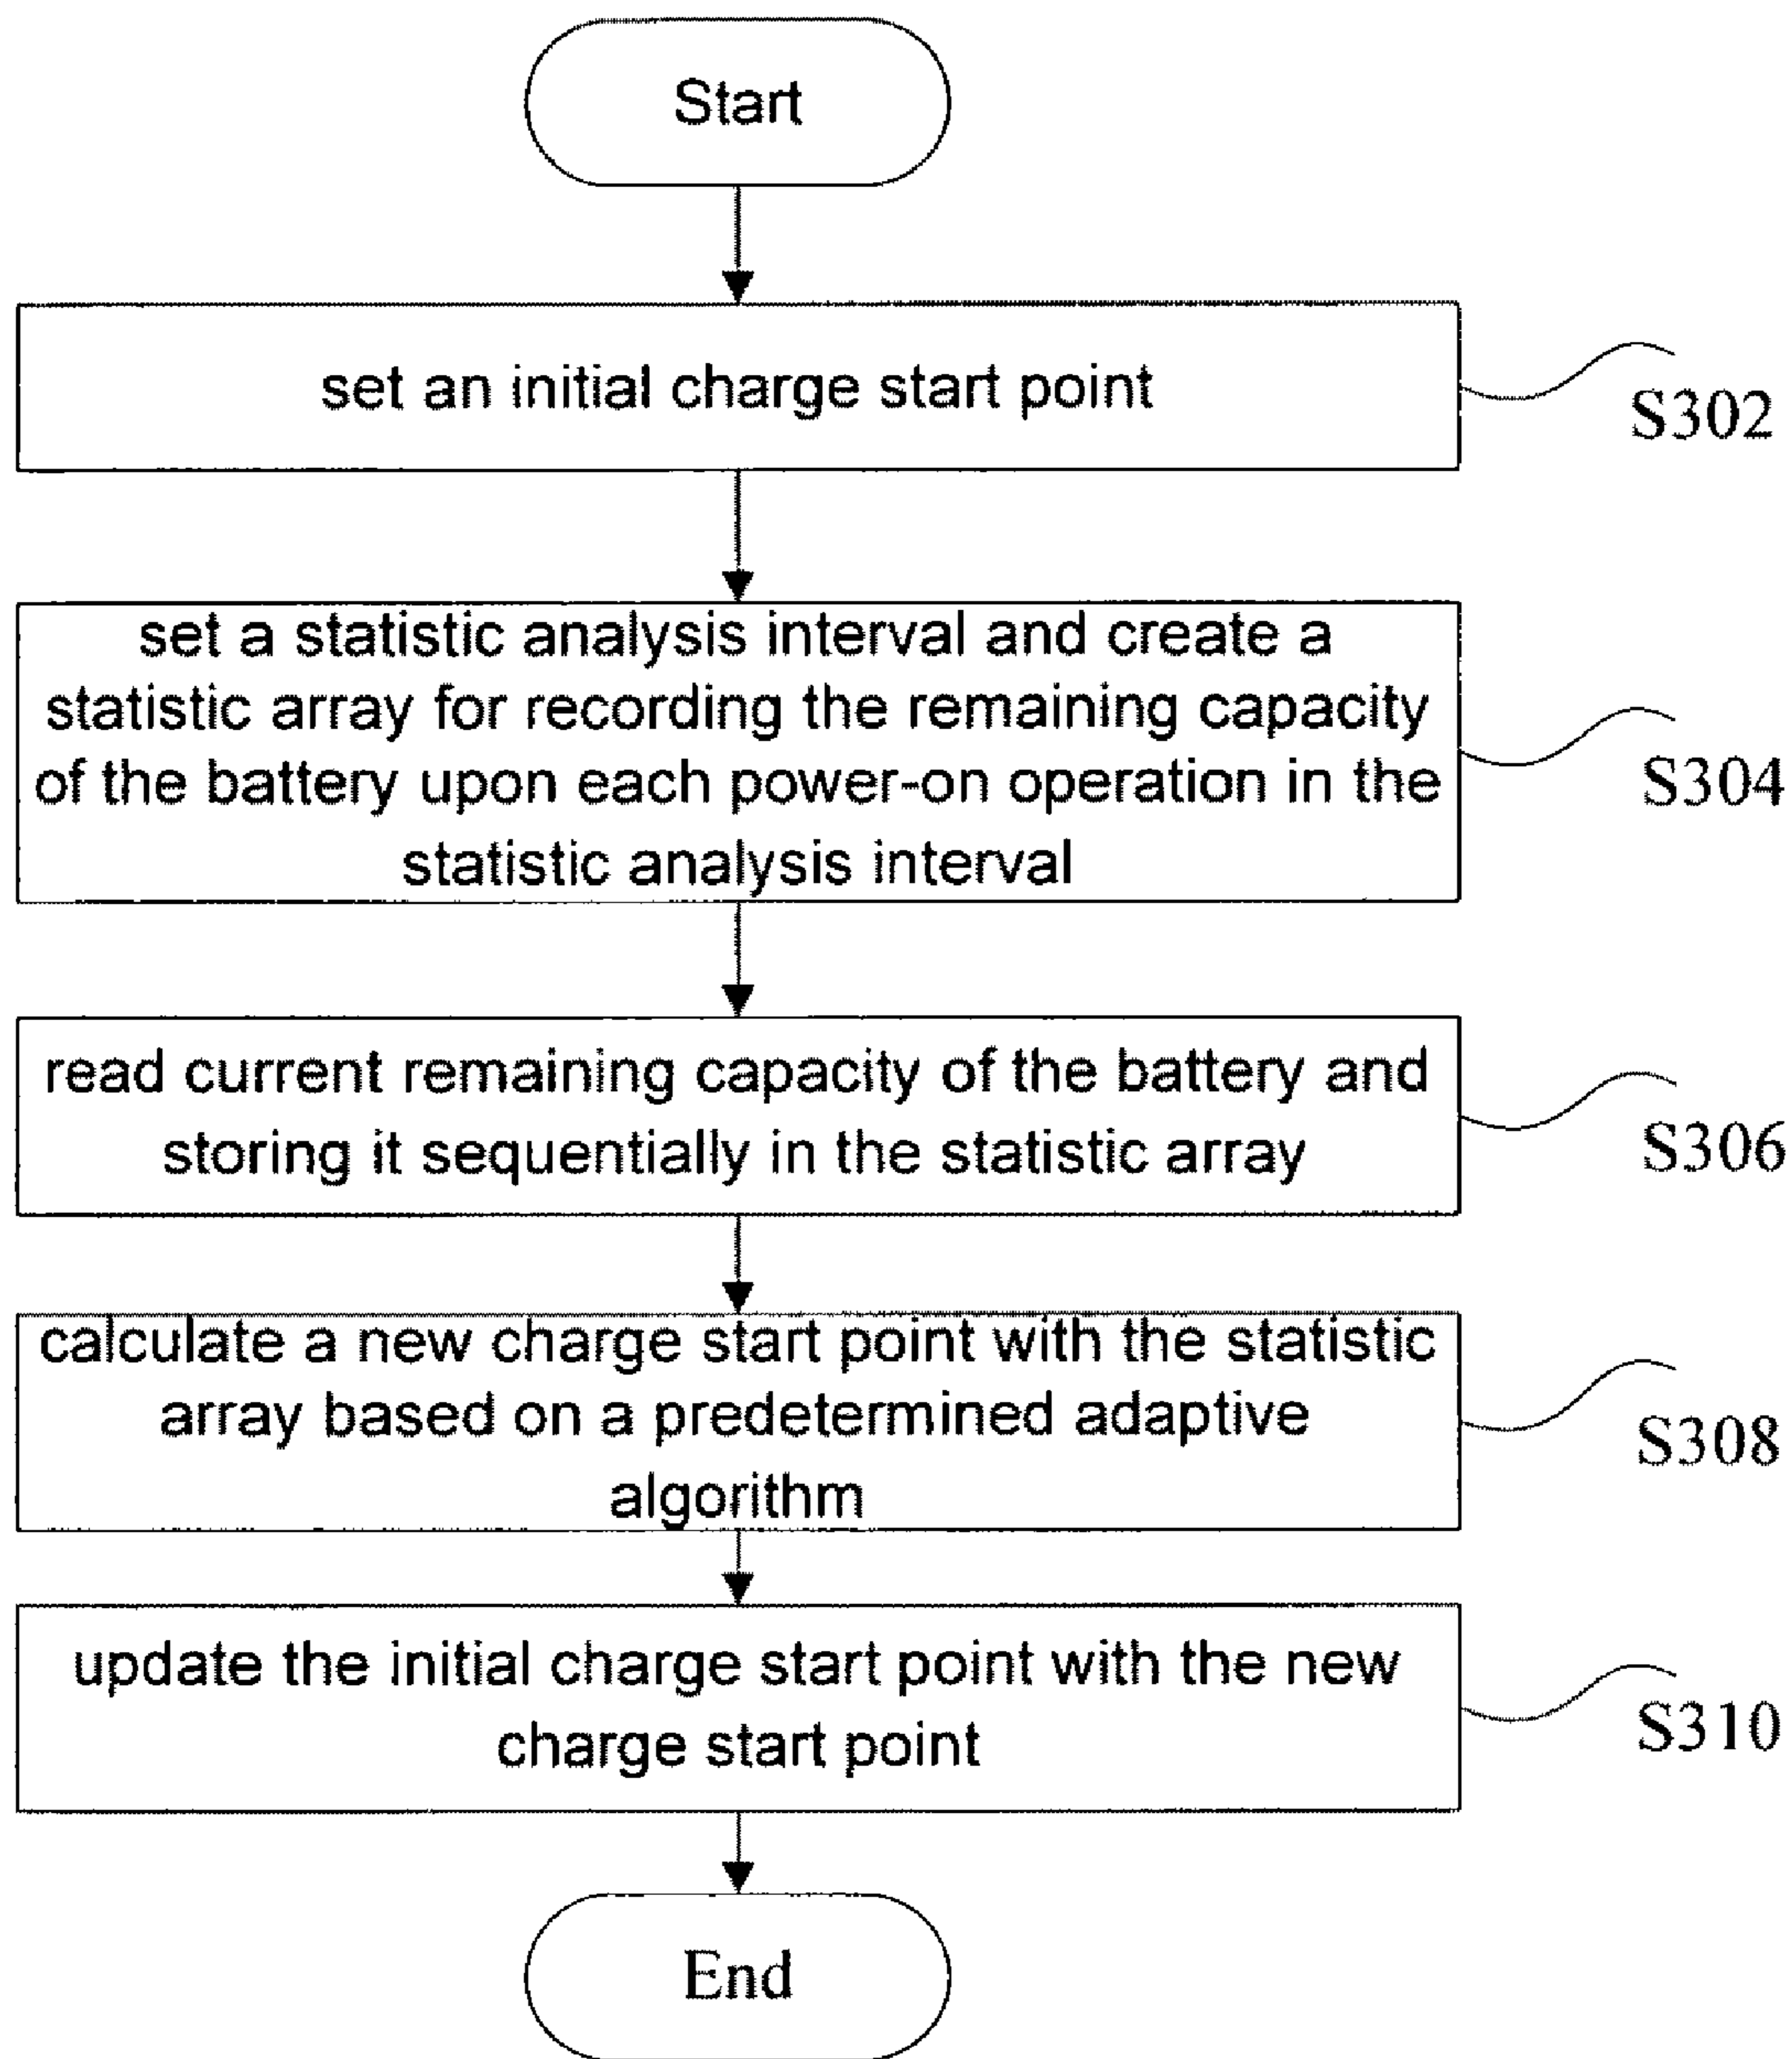 Start
set an initial charge start point
S302
set a statistic analysis interval and create a
statistic array for recording the remaining capacity
of the battery upon each power-on operation in the
statistic analysis interval
S304
read current remaining capacity of the battery and
storing it sequentially in the statistic array
S306
calculate a new charge start point with the statistic
array based on a predetermined adaptive
algorithm
S308
update the initial charge start point with the new
charge start point
S310
End